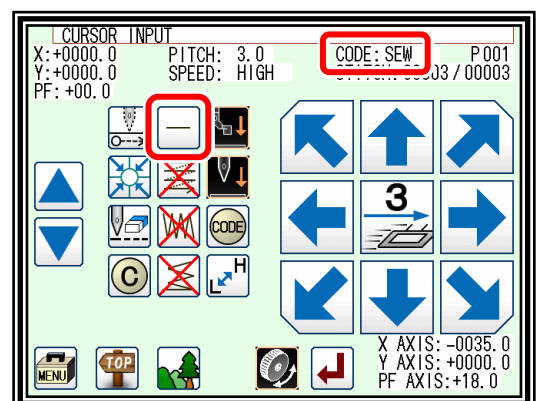 CURSOR INPUT
X:+0000.0 PITCH: 3.0 CODE:SEW P001
Y:+0000.0 SPEED: HIGH 03/00003
PF:+00.0
CODE
C
L H
3
MENU
TOP
X AXIS:-0035.0
Y AXIS:+0000.0
PF AXIS:+18.0